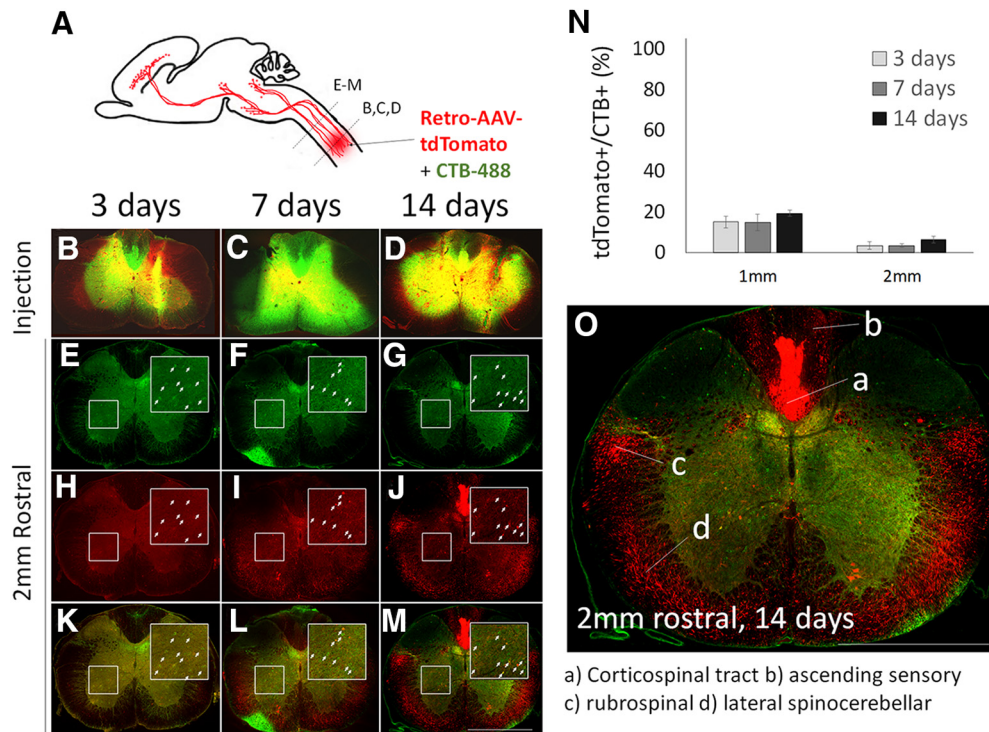 A
E-M
B,C,D
Retro-AAV-
tdTomato
+ CTB-488
3 days
7 days
14 days
Injection
B
C
D
2mm Rostral
E
F
G
H
I
J
K
L
M
N
tdTomato+/CTB+ (%)
100
80
60
40
20
0
3 days
7 days
14 days
1mm
2mm
O
b
a
c
d
2mm rostral, 14 days
a) Corticospinal tract b) ascending sensory
c) rubrospinal d) lateral spinocerebellar